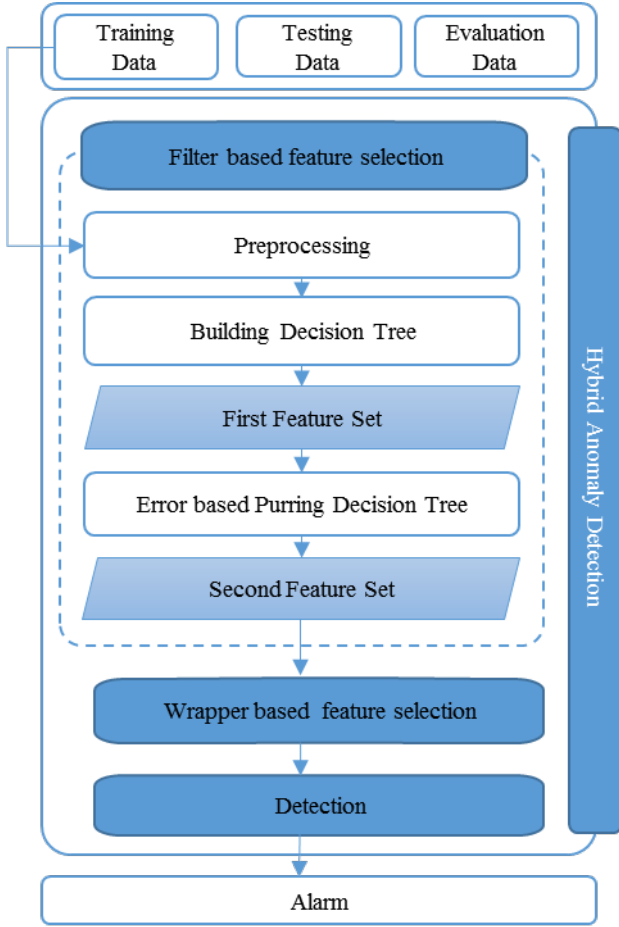 Training
Data
Testing
Data
Evaluation
Data
Filter based feature selection
Preprocessing
Building Decision Tree
First Feature Set
Error based Purring Decision Tree
Second Feature Set
Wrapper based feature selection
Detection
Alarm
Hybrid Anomaly Detection